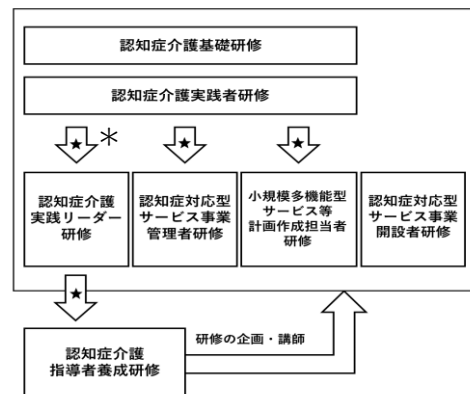 認知症介護基礎研修
認知症介護実践者研修
★
＊
★
★
認知症介護
実践リーダー
研修
認知症対応型
サービス事業
管理者研修
小規模多機能型
サービス等
計画作成担当者
研修
認知症対応型
サービス事業
開設者研修
★
認知症介護
指導者養成研修
研修の企画・講師